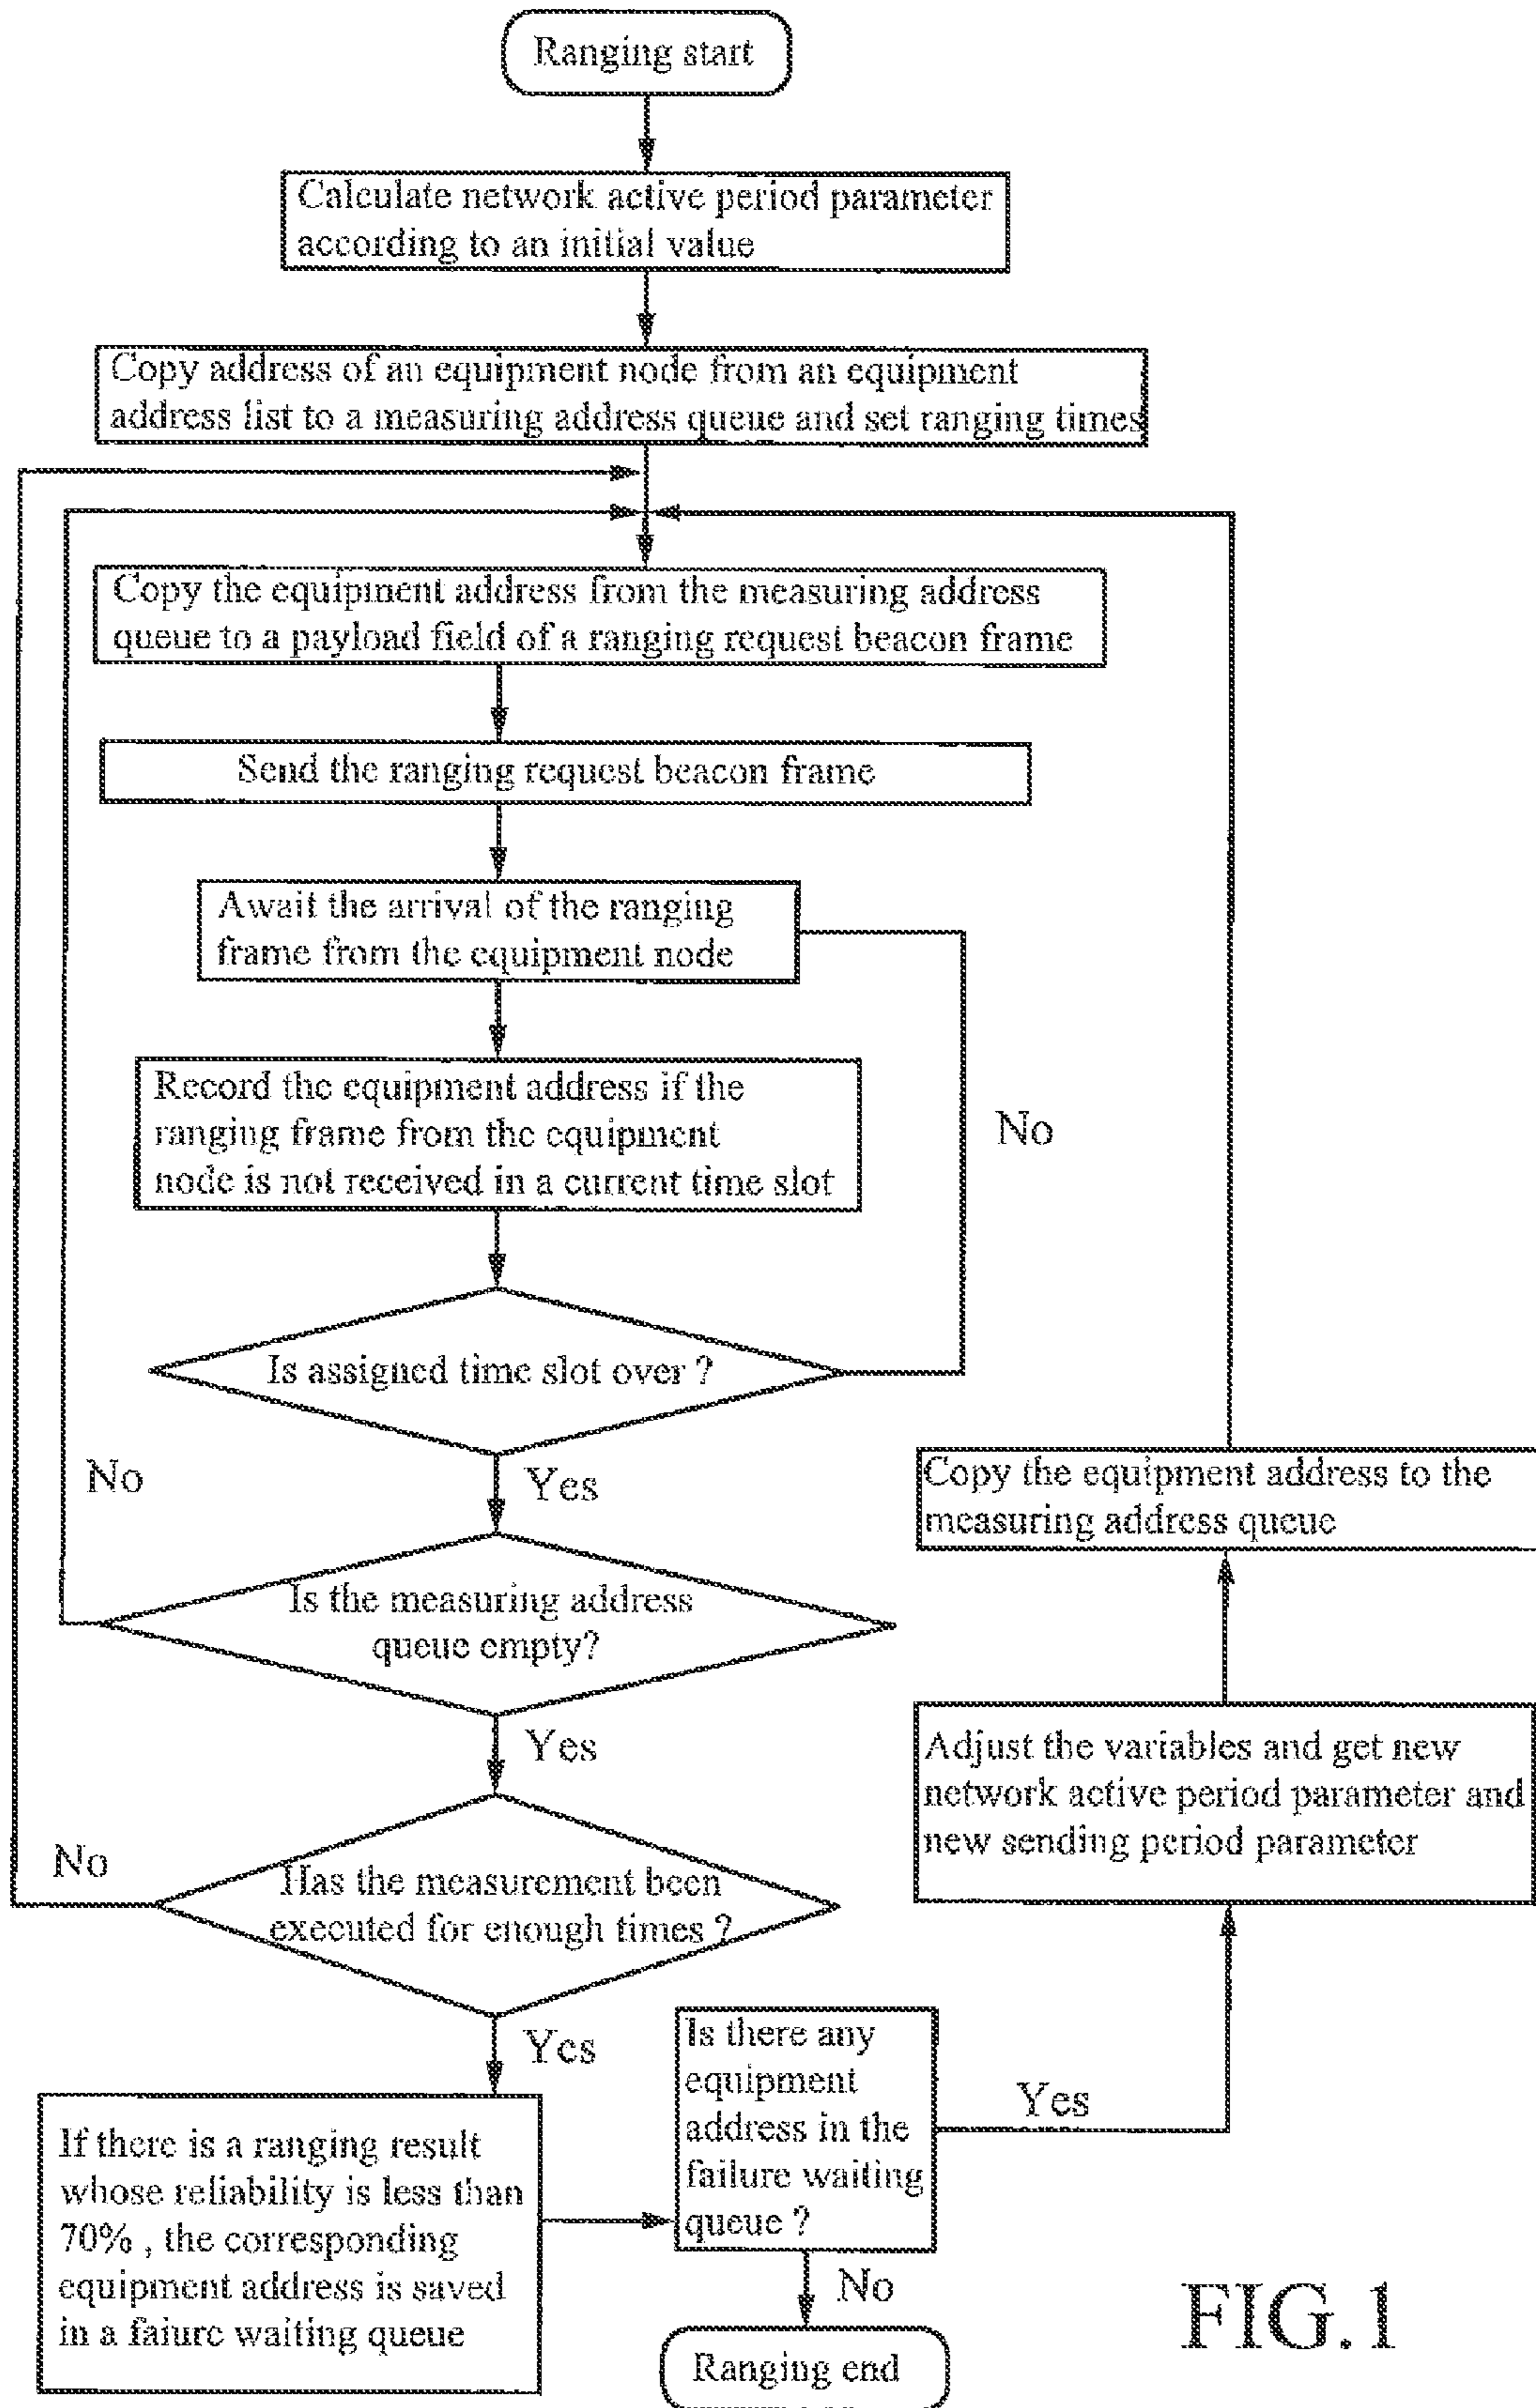 Ranging start
Calculate network active period parameter
according to an initial value
Copy address of an equipment node from an equipment
address list to a measuring address queue and set ranging times
Copy the equipment address from the measuring address
queue to a payload field of a ranging request beacon frame
Send the ranging request beacon frame
Await the arrival of the ranging
frame from the equipment node
Record the equipment address if the
ranging frame from the equipment
node is not received in a current time slot
No
Is assigned time slot over ?
Yes
No
Is the measuring address
queue empty?
Yes
No
Has the measurement been
executed for enough times ?
Yes
Copy the equipment address to the
measuring address queue
Adjust the variables and get new
network active period parameter and
new sending period parameter
If there is a ranging result
whose reliability is less than
70% , the corresponding
equipment address is saved
in a faiure waiting queue
Is there any
equipment
address in the
failure waiting
queue ?
Yes
No
Ranging end
FIG.1